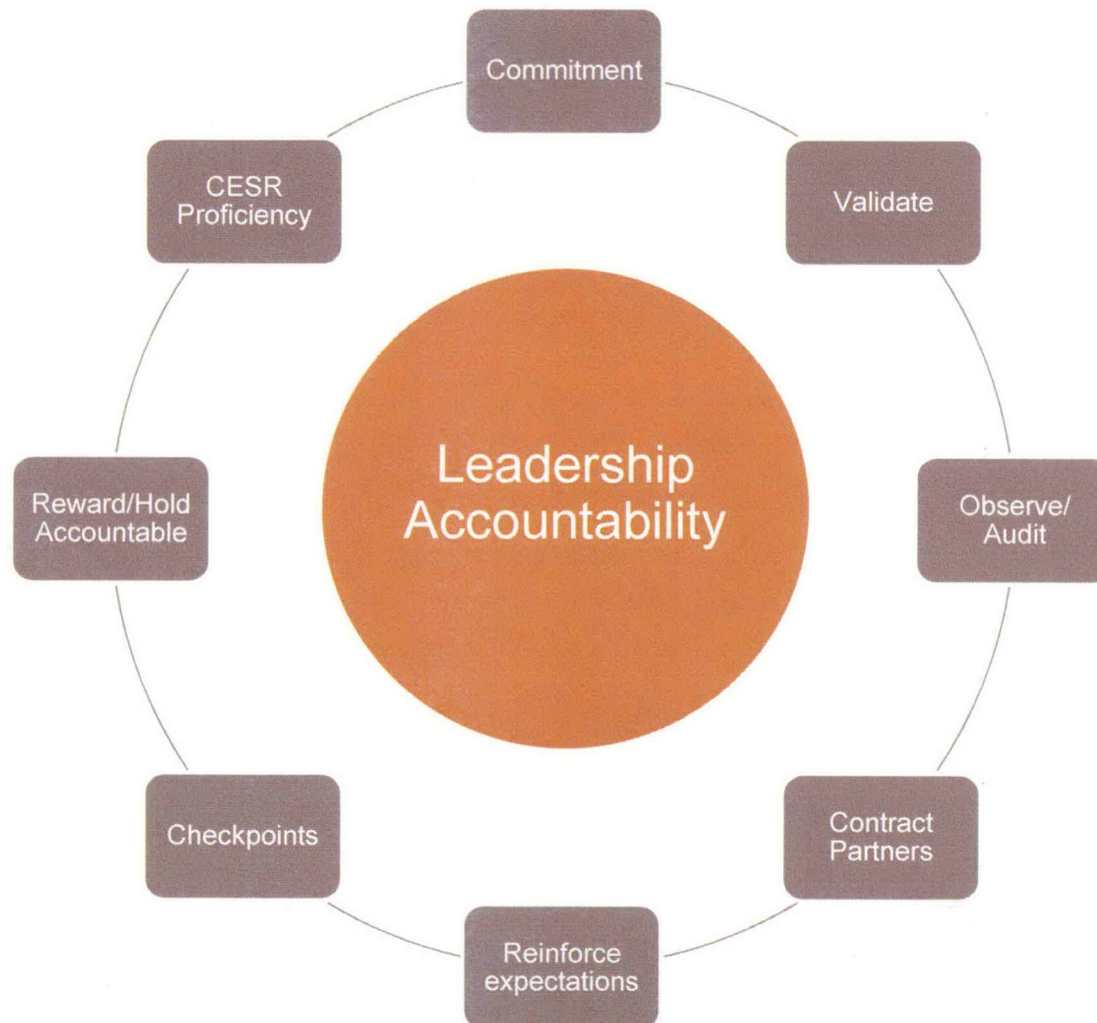 Commitment
Validate
Observe/
Audit
Contract
Partners
Reinforce
expectations
Checkpoints
Reward/Hold
Accountable
CESR
Proficiency
Leadership
Accountability